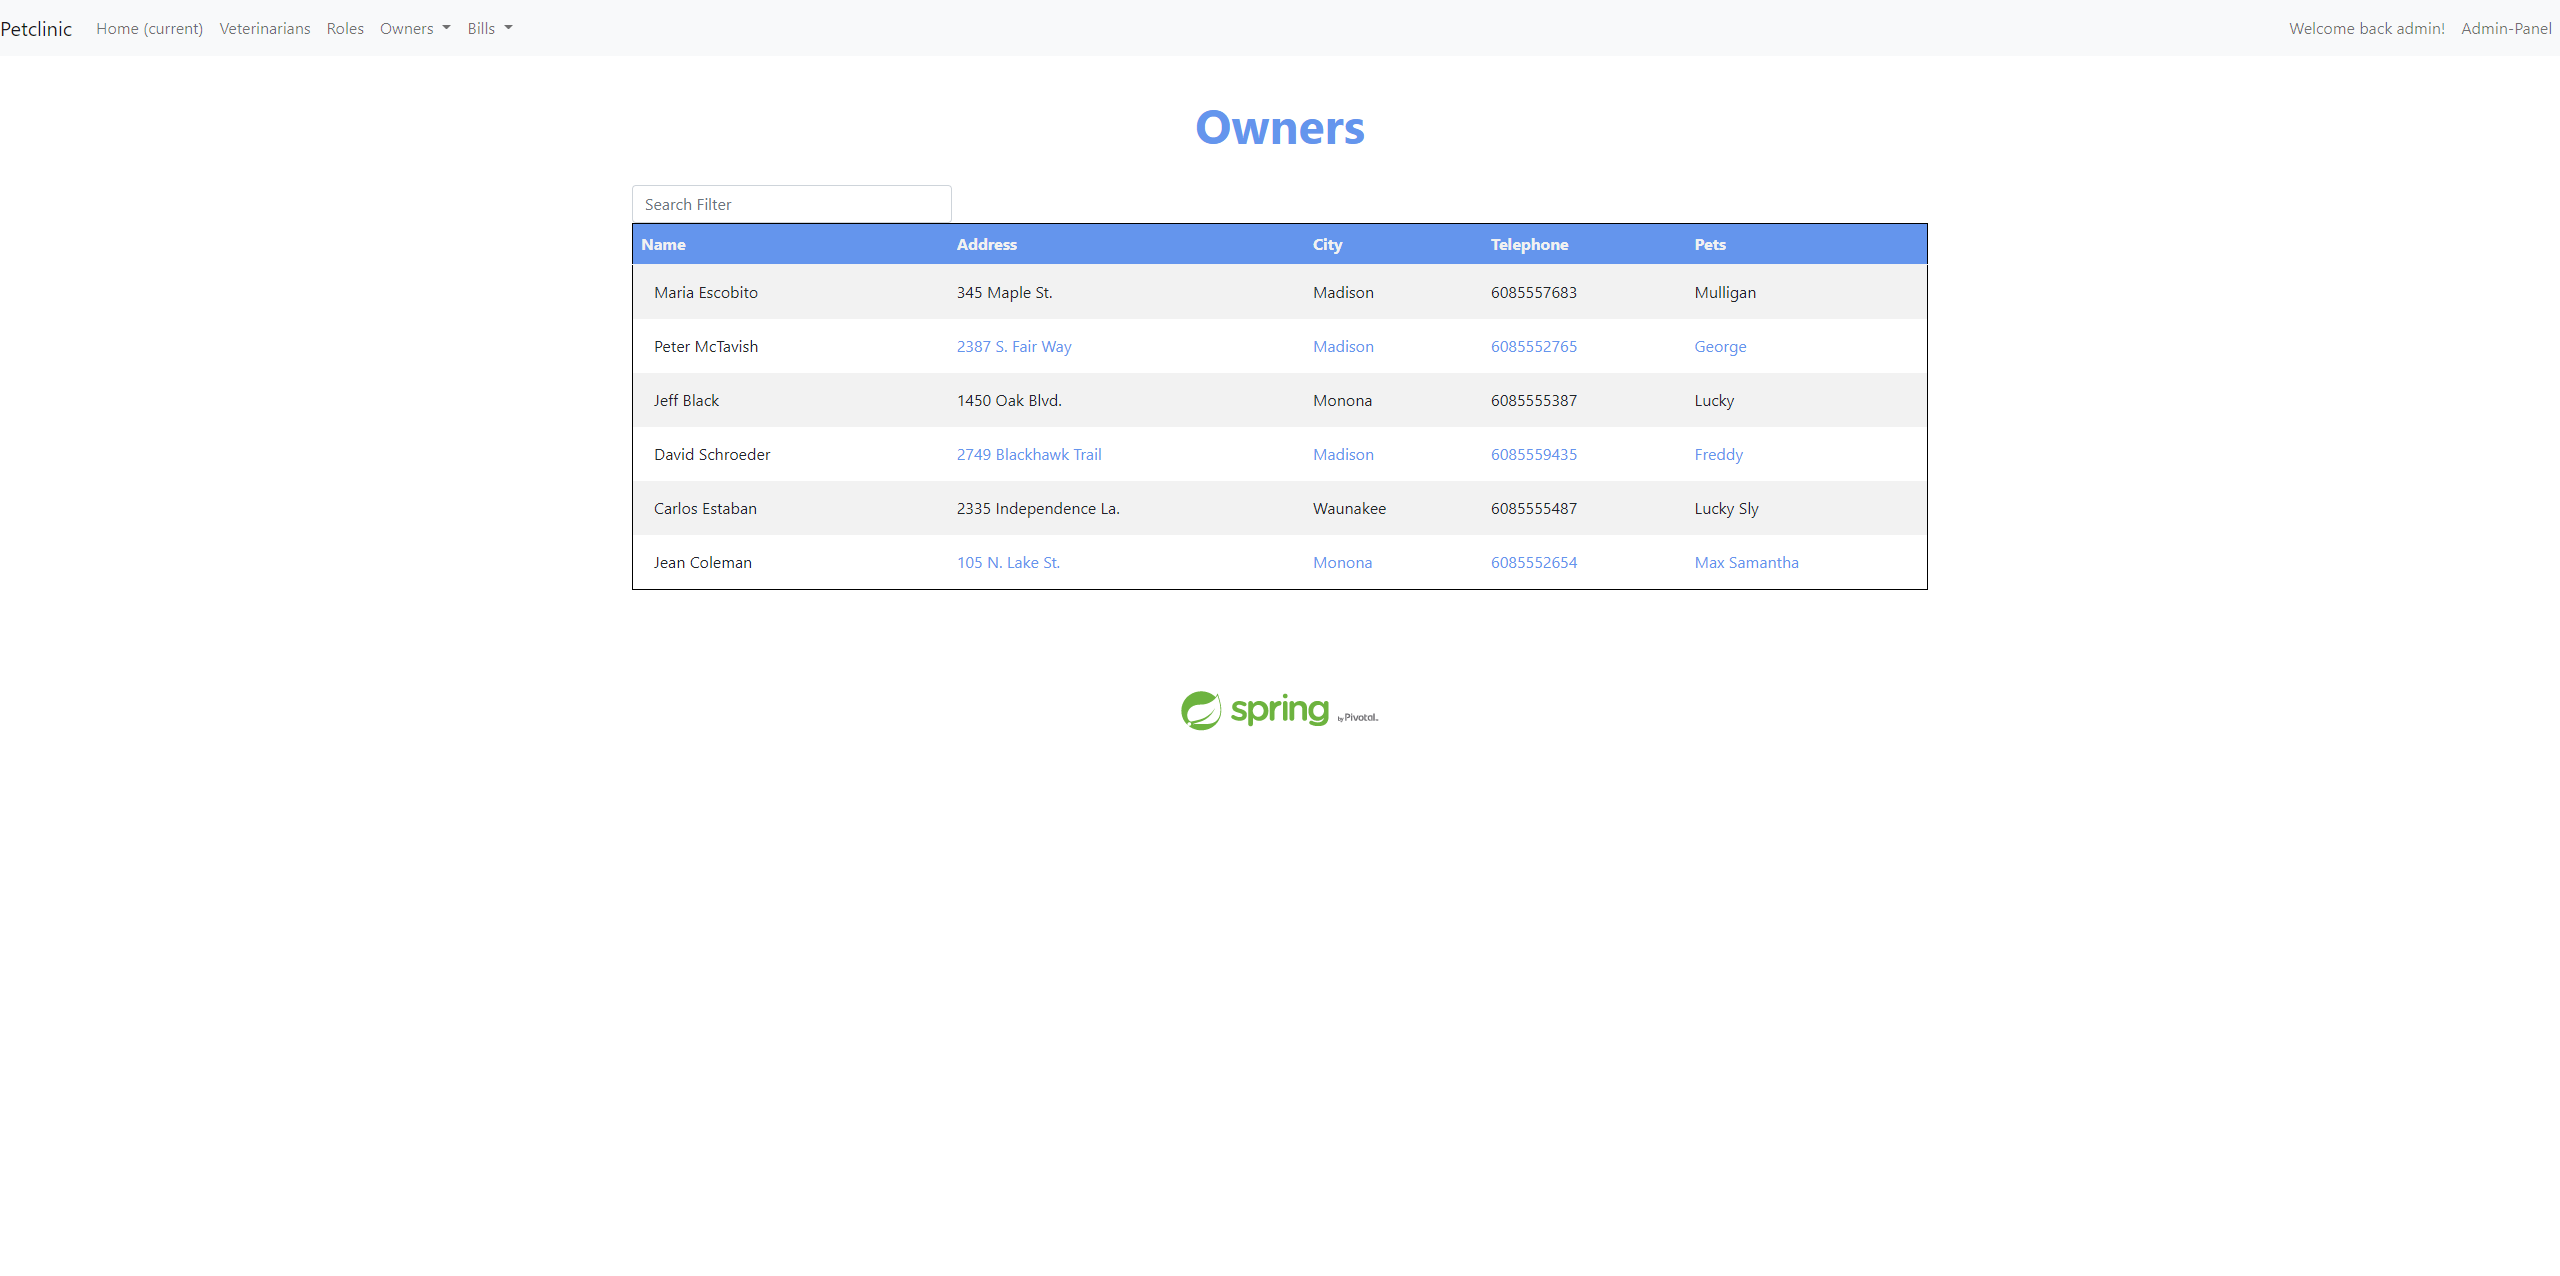 Petclinic Home (current) Veterinarians Roles Owners Bills Welcome back admin! Admin-Panel
Owners
Search Filter
Name Address City Telephone Pets
Maria Escobito 345 Maple St. Madison 6085557683 Mulligan
Peter McTavish 2387 S. Fair Way Madison 6085552765 George
Jeff Black 1450 Oak Blvd. Monona 6085555387 Lucky
David Schroeder 2749 Blackhawk Trail Madison 6085559435 Freddy
Carlos Estaban 2335 Independence La. Waunakee 6085555487 Lucky Sly
Jean Coleman 105 N. Lake St. Monona 6085552654 Max Samantha
spring by Pivotal.